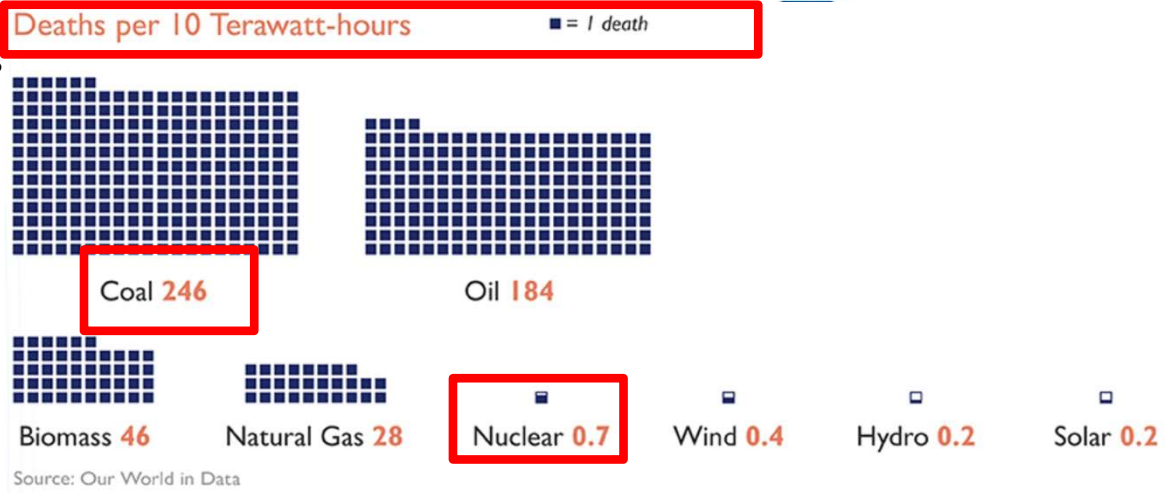 Deaths per 10 Terawatt-hours = 1 death
Coal 246 Oil 184
Biomass 46 Natural Gas 28 Nuclear 0.7 Wind 0.4 Hydro 0.2 Solar 0.2
Source: Our World in Data